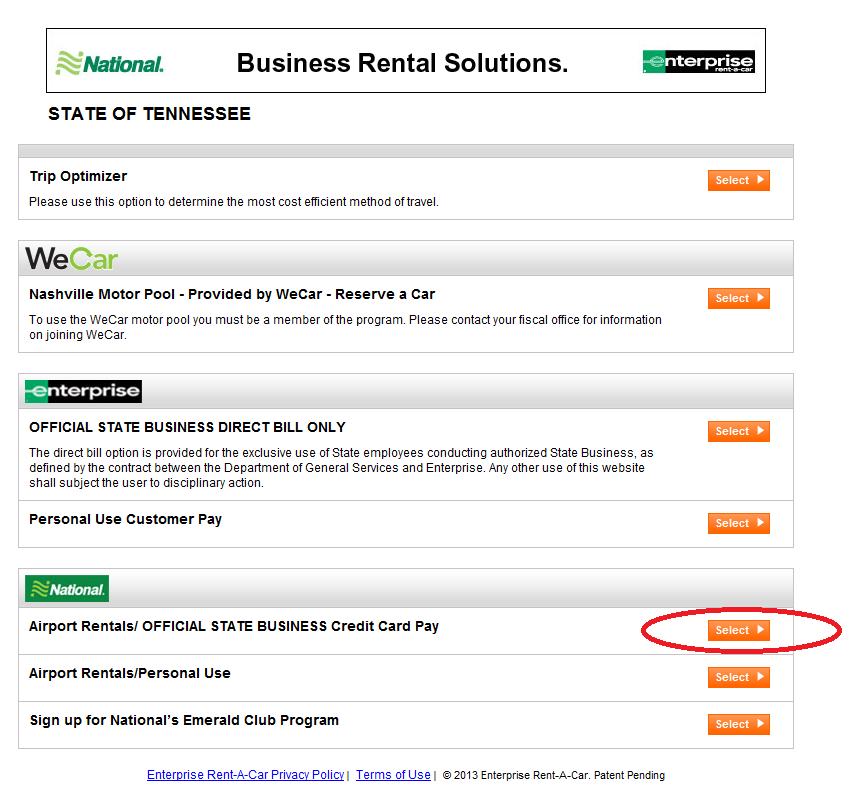 National.
Business Rental Solutions.
enterprise
rent-a-car
STATE OF TENNESSEE
Trip Optimizer
Select
Please use this option to determine the most cost efficient method of travel.
WeCar
Nashville Motor Pool - Provided by WeCar - Reserve a Car
Select
To use the WeCar motor pool you must be a member of the program. Please contact your fiscal office for information
on joining WeCar.
enterprise
OFFICIAL STATE BUSINESS DIRECT BILL ONLY
Select
The direct bill option is provided for the exclusive use of State employees conducting authorized State Business, as
defined by the contract between the Department of General Services and Enterprise. Any other use of this website
shall subject the user to disciplinary action.
Personal Use Customer Pay
Select
National.
Airport Rentals/ OFFICIAL STATE BUSINESS Credit Card Pay
Select
Airport Rentals/Personal Use
Select
Sign up for National's Emerald Club Program
Select
Enterprise Rent-A-Car Privacy Policy | Terms of Use | © 2013 Enterprise Rent-A-Car. Patent Pending